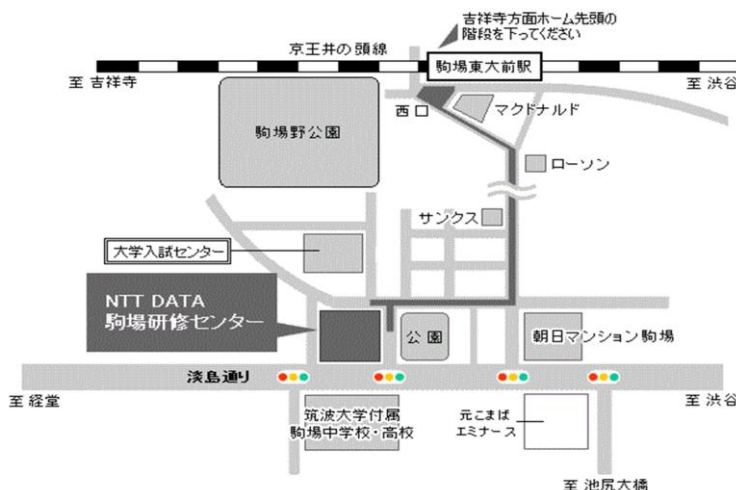 吉祥寺方面ホーム先頭の
階段を下ってください
京王井の頭線
駒場東大前駅
至 吉祥寺
至 渋谷
西口
マクドナルド
駒場野公園
ローソン
サンクス
大学入試センター
NTT DATA
駒場研修センター
公園
朝日マンション駒場
淡島通り
至 経堂
至 渋谷
筑波大学付属
駒場中学校・高校
元こまば
エミナース
至 池尻大橋